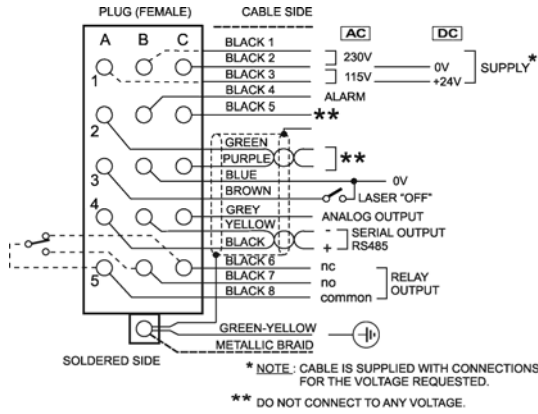 PLUG (FEMALE) CABLE SIDE
A B C
AC DC
BLACK 1
BLACK 2 230V 0V SUPPLY*
BLACK 3 115V +24V
1
BLACK 4 ALARM
BLACK 5 **
2
GREEN
PURPLE **
BLUE 0V
3
BROWN LASER "OFF"
4
GREY ANALOG OUTPUT
YELLOW - SERIAL OUTPUT
BLACK + RS485
BLACK 6 nc
BLACK 7 no RELAY
5
BLACK 8 common OUTPUT
GREEN-YELLOW
METALLIC BRAID
SOLDERED SIDE
* NOTE : CABLE IS SUPPLIED WITH CONNECTIONS
FOR THE VOLTAGE REQUESTED.
** DO NOT CONNECT TO ANY VOLTAGE.